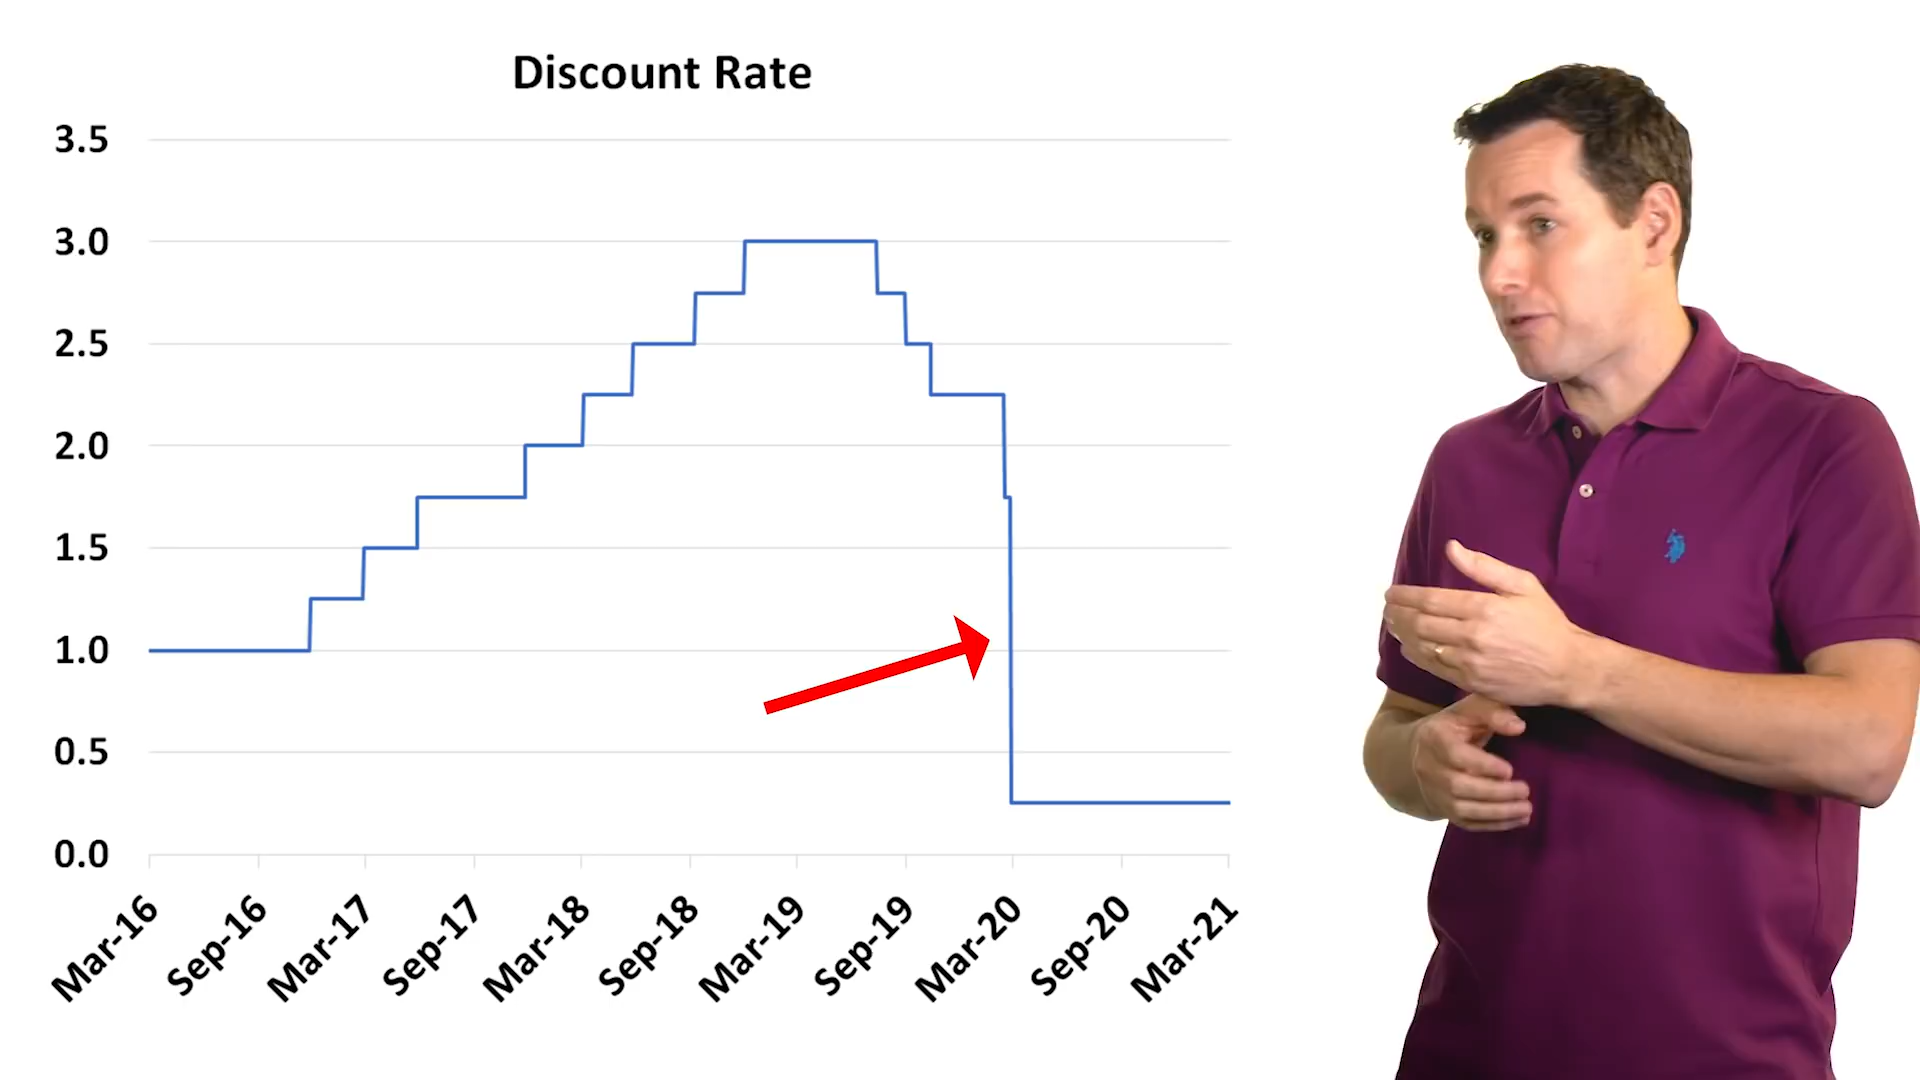 Discount Rate
3.5
3.0
2.5
2.0
1.5
1.0
0.5
0.0
Mar-16
Sep-16
Mar-17
Sep-17
Mar-18
Sep-18
Mar-19
Sep-19
Mar-20
Sep-20
Mar-21